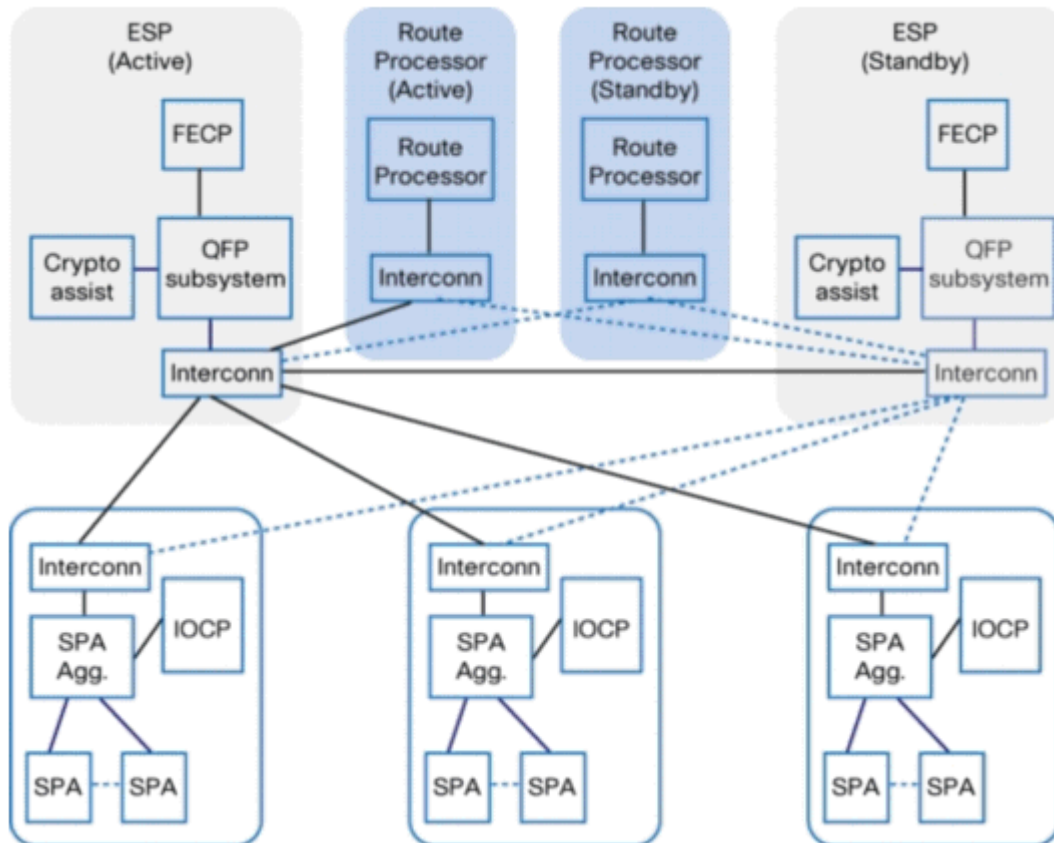 ESP
(Active)
FECP
Crypto
assist
QFP
subsystem
Interconn
Route
Processor
(Active)
Route
Processor
Interconn
Route
Processor
(Standby)
Route
Processor
Interconn
ESP
(Standby)
FECP
Crypto
assist
QFP
subsystem
Interconn
Interconn
IOCP
SPA
Agg.
SPA
SPA
Interconn
IOCP
SPA
Agg.
SPA
SPA
Interconn
IOCP
SPA
Agg.
SPA
SPA